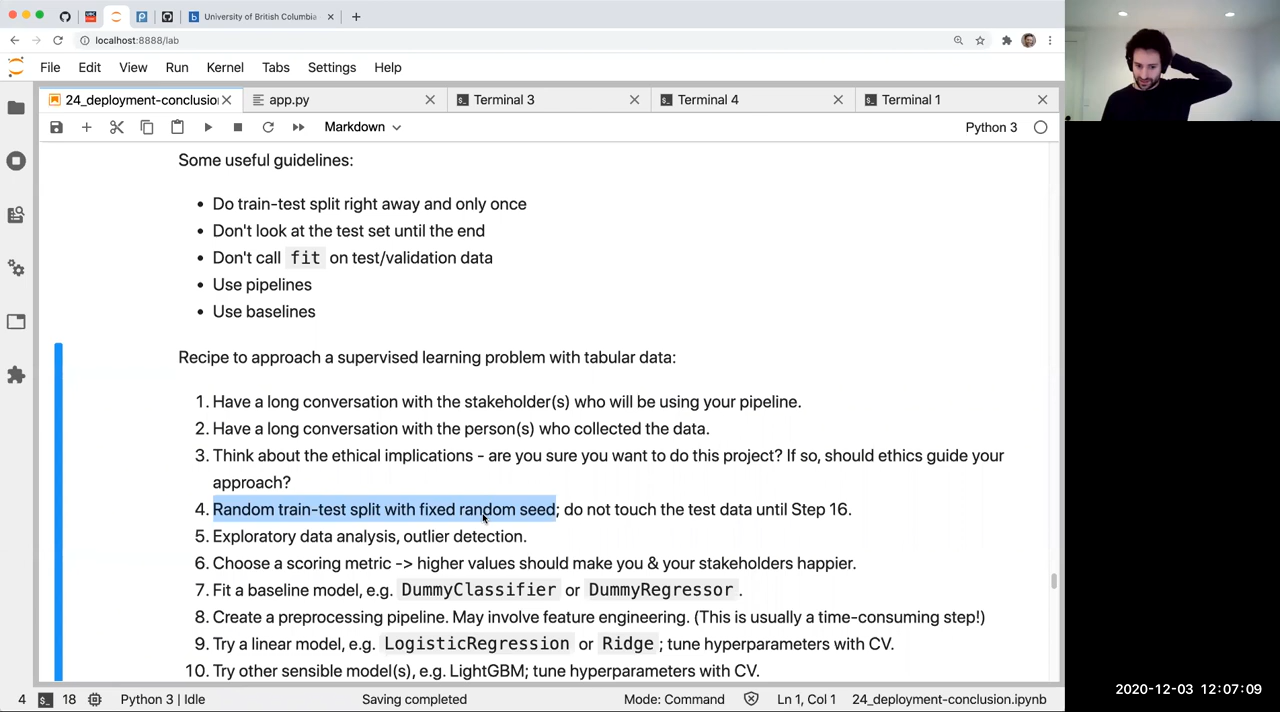 University of British Columbia
localhost:8888/lab
File Edit View Run Kernel Tabs Settings Help
24_deployment-conclusion
app.py
Terminal 3
Terminal 4
Terminal 1
Markdown
Python 3
Some useful guidelines:
• Do train-test split right away and only once
• Don't look at the test set until the end
• Don't call fit on test/validation data
• Use pipelines
• Use baselines
Recipe to approach a supervised learning problem with tabular data:
1. Have a long conversation with the stakeholder(s) who will be using your pipeline.
2. Have a long conversation with the person(s) who collected the data.
3. Think about the ethical implications - are you sure you want to do this project? If so, should ethics guide your
approach?
4. Random train-test split with fixed random seed; do not touch the test data until Step 16.
5. Exploratory data analysis, outlier detection.
6. Choose a scoring metric -> higher values should make you & your stakeholders happier.
7. Fit a baseline model, e.g. DummyClassifier or DummyRegressor.
8. Create a preprocessing pipeline. May involve feature engineering. (This is usually a time-consuming step!)
9. Try a linear model, e.g. LogisticRegression or Ridge; tune hyperparameters with CV.
10. Try other sensible model(s), e.g. LightGBM; tune hyperparameters with CV.
4 18 Python 3 | Idle Saving completed Mode: Command Ln 1, Col 1 24_deployment-conclusion.ipynb
2020-12-03 12:07:09